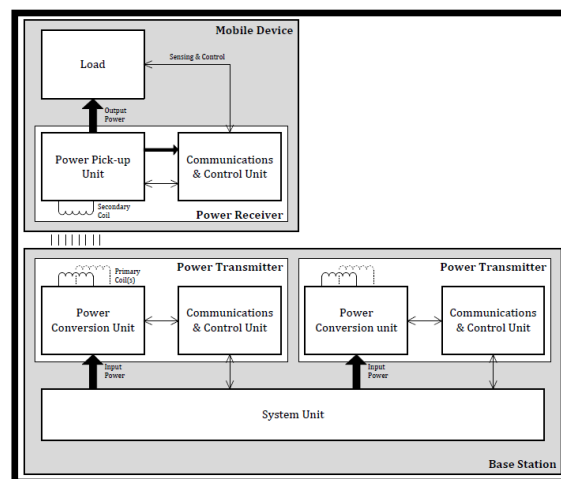 Mobile Device
Load
Sensing & Control
Output
Power
Power Pick-up
Unit
Communications
& Control Unit
Secondary
Coil
Power Receiver
Power Transmitter
Primary
Coil(s)
Power
Conversion Unit
Communications
& Control Unit
Input
Power
Power Transmitter
Power
Conversion unit
Communications
& Control Unit
Input
Power
System Unit
Base Station